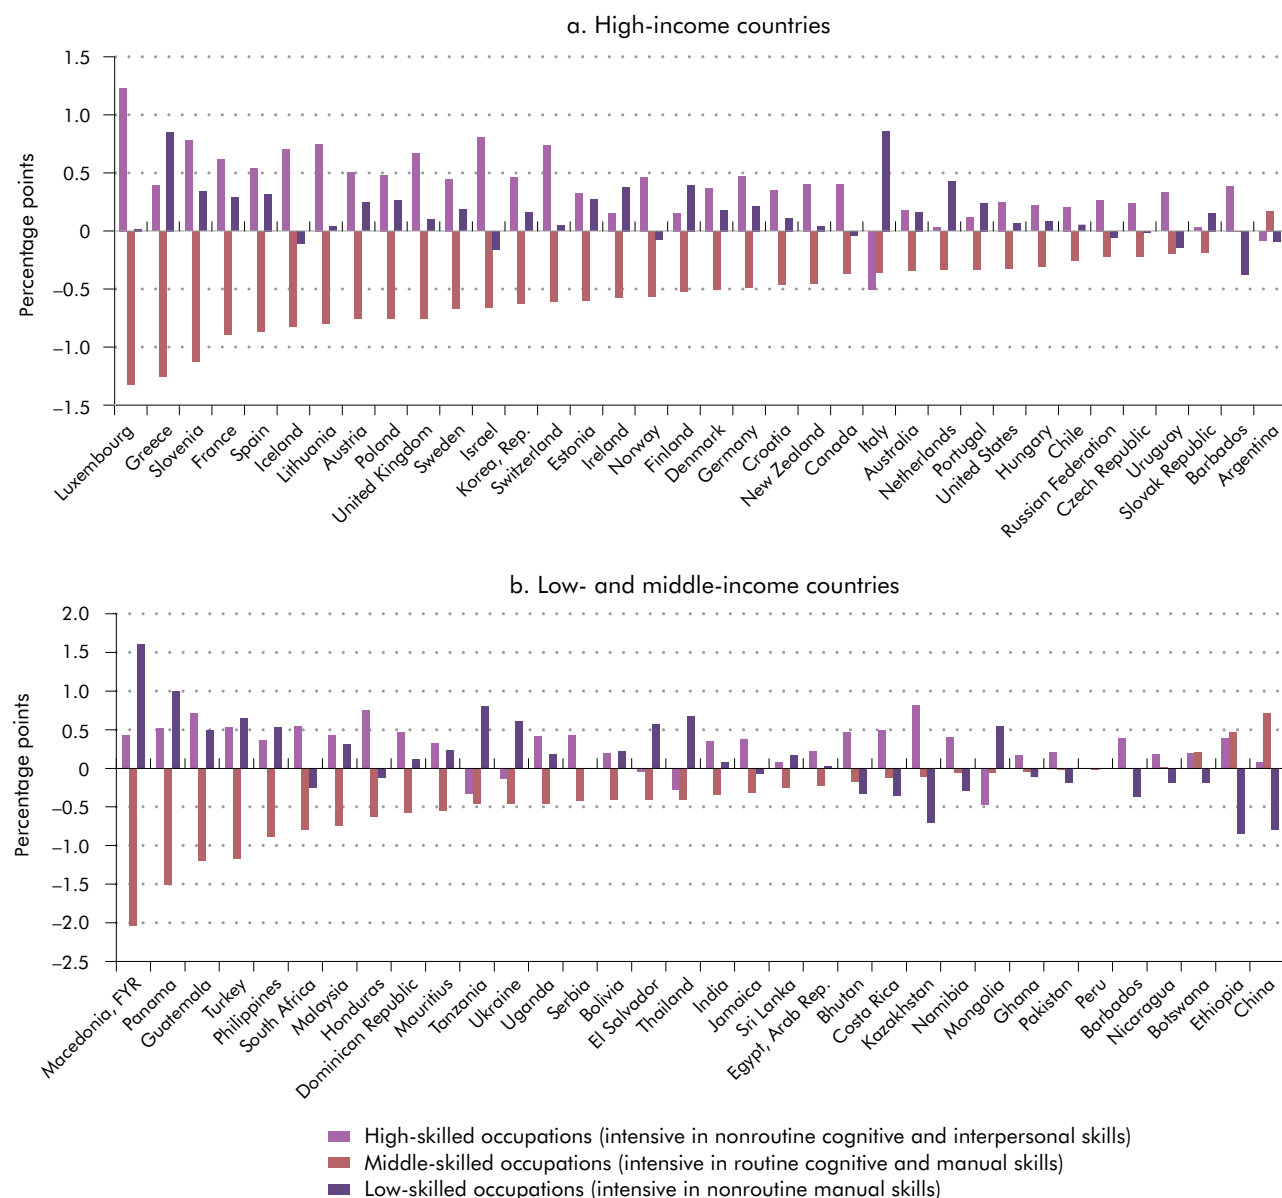 a. High-income countries
Percentage points
1.5
1.0
0.5
0
–0.5
–1.0
–1.5
Luxembourg
Greece
Slovenia
France
Spain
Iceland
Lithuania
Austria
Poland
United Kingdom
Sweden
Israel
Korea, Rep.
Switzerland
Estonia
Ireland
Norway
Finland
Denmark
Germany
Croatia
New Zealand
Canada
Italy
Australia
Netherlands
Portugal
United States
Hungary
Chile
Russian Federation
Czech Republic
Uruguay
Slovak Republic
Barbados
Argentina
b. Low- and middle-income countries
Percentage points
2.0
1.5
1.0
0.5
0
–0.5
–1.0
–1.5
–2.0
–2.5
Macedonia, FYR
Panama
Guatemala
Turkey
Philippines
South Africa
Malaysia
Honduras
Dominican Republic
Mauritius
Tanzania
Ukraine
Uganda
Serbia
Bolivia
El Salvador
Thailand
India
Jamaica
Sri Lanka
Egypt, Arab Rep.
Bhutan
Costa Rica
Kazakhstan
Namibia
Mongolia
Ghana
Pakistan
Peru
Barbados
Nicaragua
Botswana
Ethiopia
China
High-skilled occupations (intensive in nonroutine cognitive and interpersonal skills)
Middle-skilled occupations (intensive in routine cognitive and manual skills)
Low-skilled occupations (intensive in nonroutine manual skills)